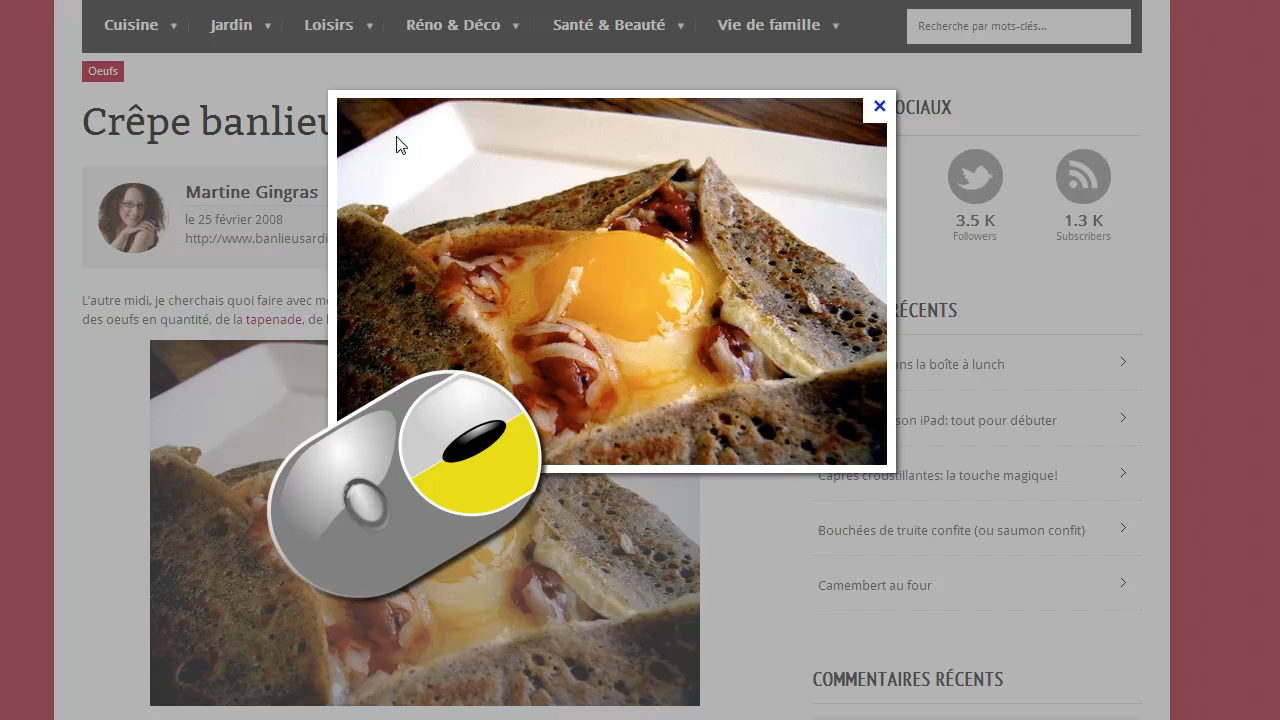 Cuisine Jardin Loisirs Réno & Déco Santé & Beauté Vie de famille Recherche par mots-clés...
Oeufs
Crêpe banlieu
Martine Gingras
le 25 février 2008
http://www.banlieusardi
L'autre midi, je cherchais quoi faire avec
des oeufs en quantité, de la tapenade, de
×
OCIAUX
3.5 K
Followers
1.3 K
Subscribers
RÉCENTS
ns la boîte à lunch
son iPad: tout pour débuter
Câpres croustillantes: la touche magique!
Bouchées de truite confite (ou saumon confit)
Camembert au four
COMMENTAIRES RÉCENTS